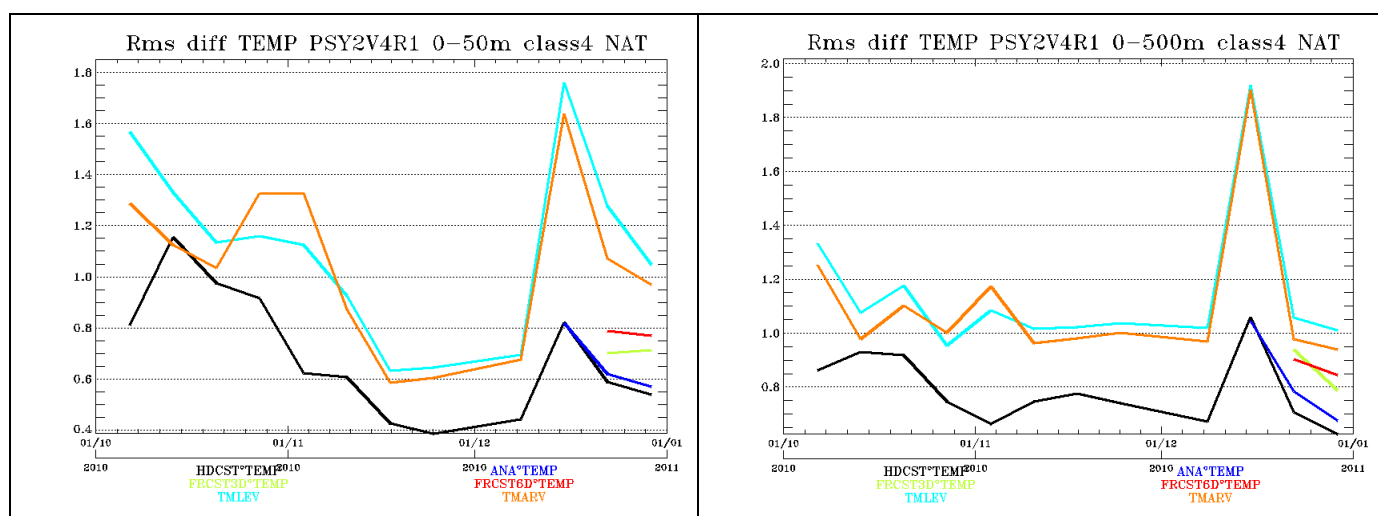 Rms diff TEMP PSY2V4R1 0-50m class4 NAT
1.8
1.6
1.4
1.2
1.0
0.8
0.6
0.4
01/10 01/11 01/12 01/01
2010 2010 2010 2011
HDCST°TEMP ANA°TEMP
FRCST3D°TEMP FRCST6D°TEMP
TMLEV TMARV
Rms diff TEMP PSY2V4R1 0-500m class4 NAT
2.0
1.8
1.6
1.4
1.2
1.0
0.8
01/10 01/11 01/12 01/01
2010 2010 2010 2011
HDCST°TEMP ANA°TEMP
FRCST3D°TEMP FRCST6D°TEMP
TMLEV TMARV